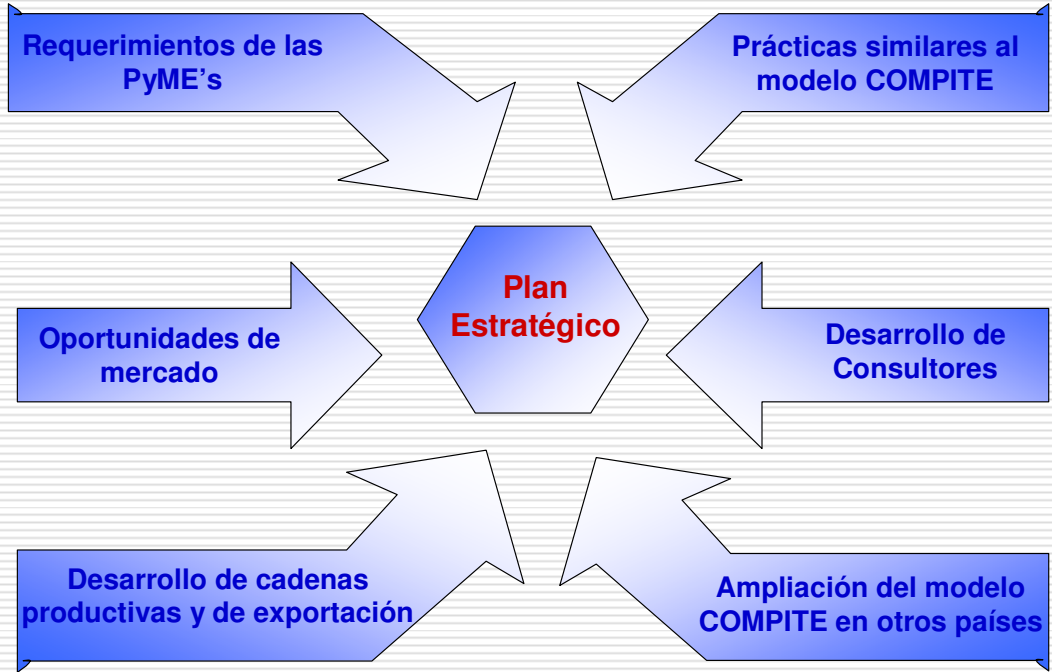 Requerimientos de las
PyME's
Prácticas similares al
modelo COMPITE
Plan
Estratégico
Oportunidades de
mercado
Desarrollo de
Consultores
Desarrollo de cadenas
productivas y de exportación
Ampliación del modelo
COMPITE en otros países